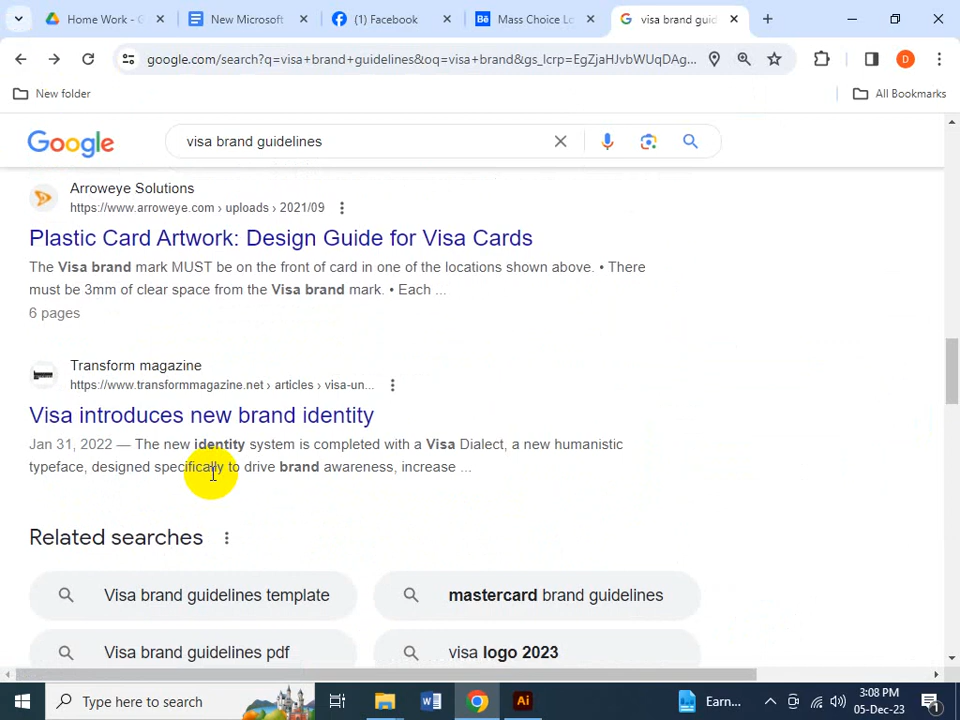 Home Work - G
New Microsoft
(1) Facebook
Mass Choice Lo
visa brand guid
google.com/search?q=visa+brand+guidelines&oq=visa+brand&gs_lcrp=EgZjaHJvbWUqDAg...
D
New folder
All Bookmarks
Google
visa brand guidelines
Arroweye Solutions
https://www.arroweye.com › uploads › 2021/09
Plastic Card Artwork: Design Guide for Visa Cards
The Visa brand mark MUST be on the front of card in one of the locations shown above. • There
must be 3mm of clear space from the Visa brand mark. • Each ...
6 pages
Transform magazine
https://www.transformmagazine.net › articles › visa-un...
Visa introduces new brand identity
Jan 31, 2022 — The new identity system is completed with a Visa Dialect, a new humanistic
typeface, designed specifically to drive brand awareness, increase ...
Related searches
Visa brand guidelines template
mastercard brand guidelines
Visa brand guidelines pdf
visa logo 2023
Type here to search
Earn...
3:08 PM
05-Dec-23
1